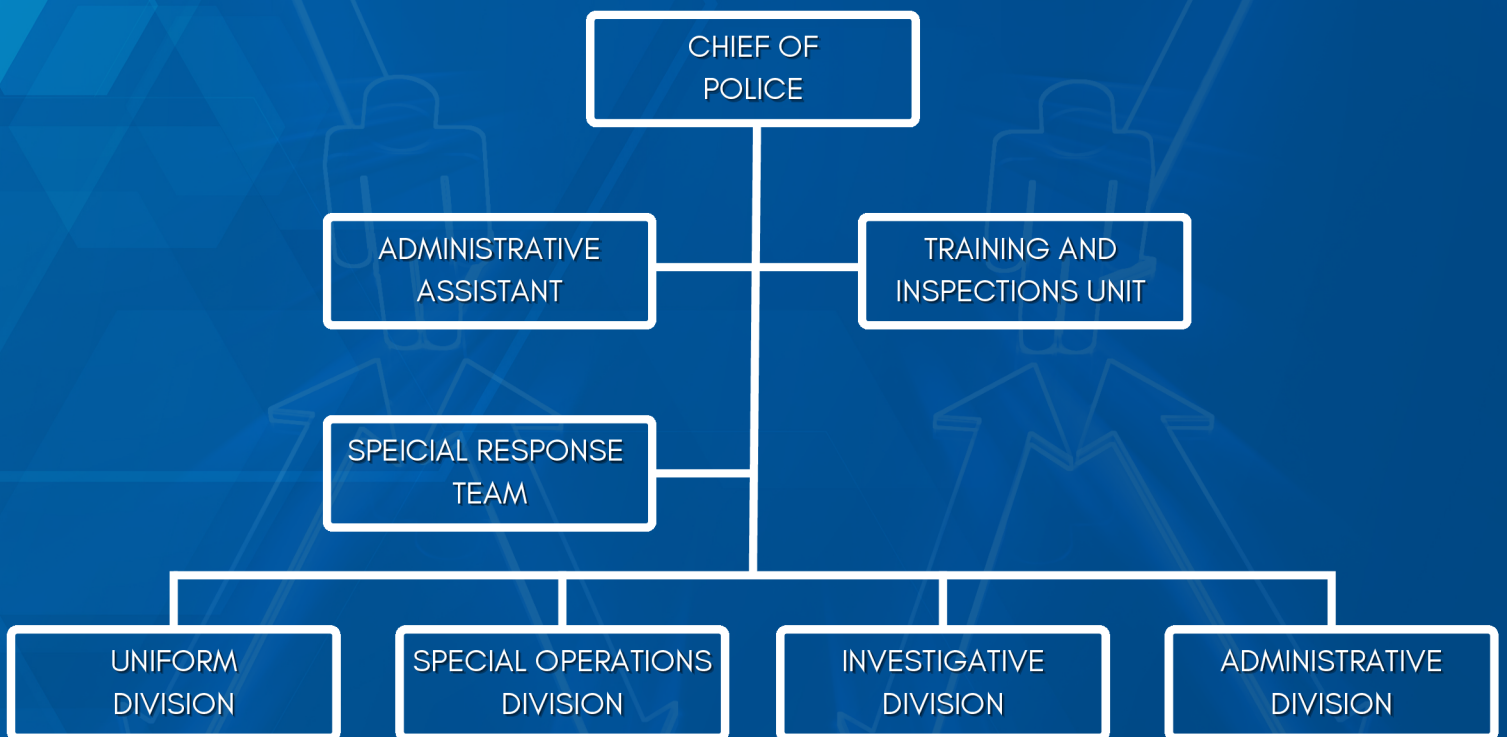 CHIEF OF
POLICE
ADMINISTRATIVE
ASSISTANT
TRAINING AND
INSPECTIONS UNIT
SPEICIAL RESPONSE
TEAM
UNIFORM
DIVISION
SPECIAL OPERATIONS
DIVISION
INVESTIGATIVE
DIVISION
ADMINISTRATIVE
DIVISION